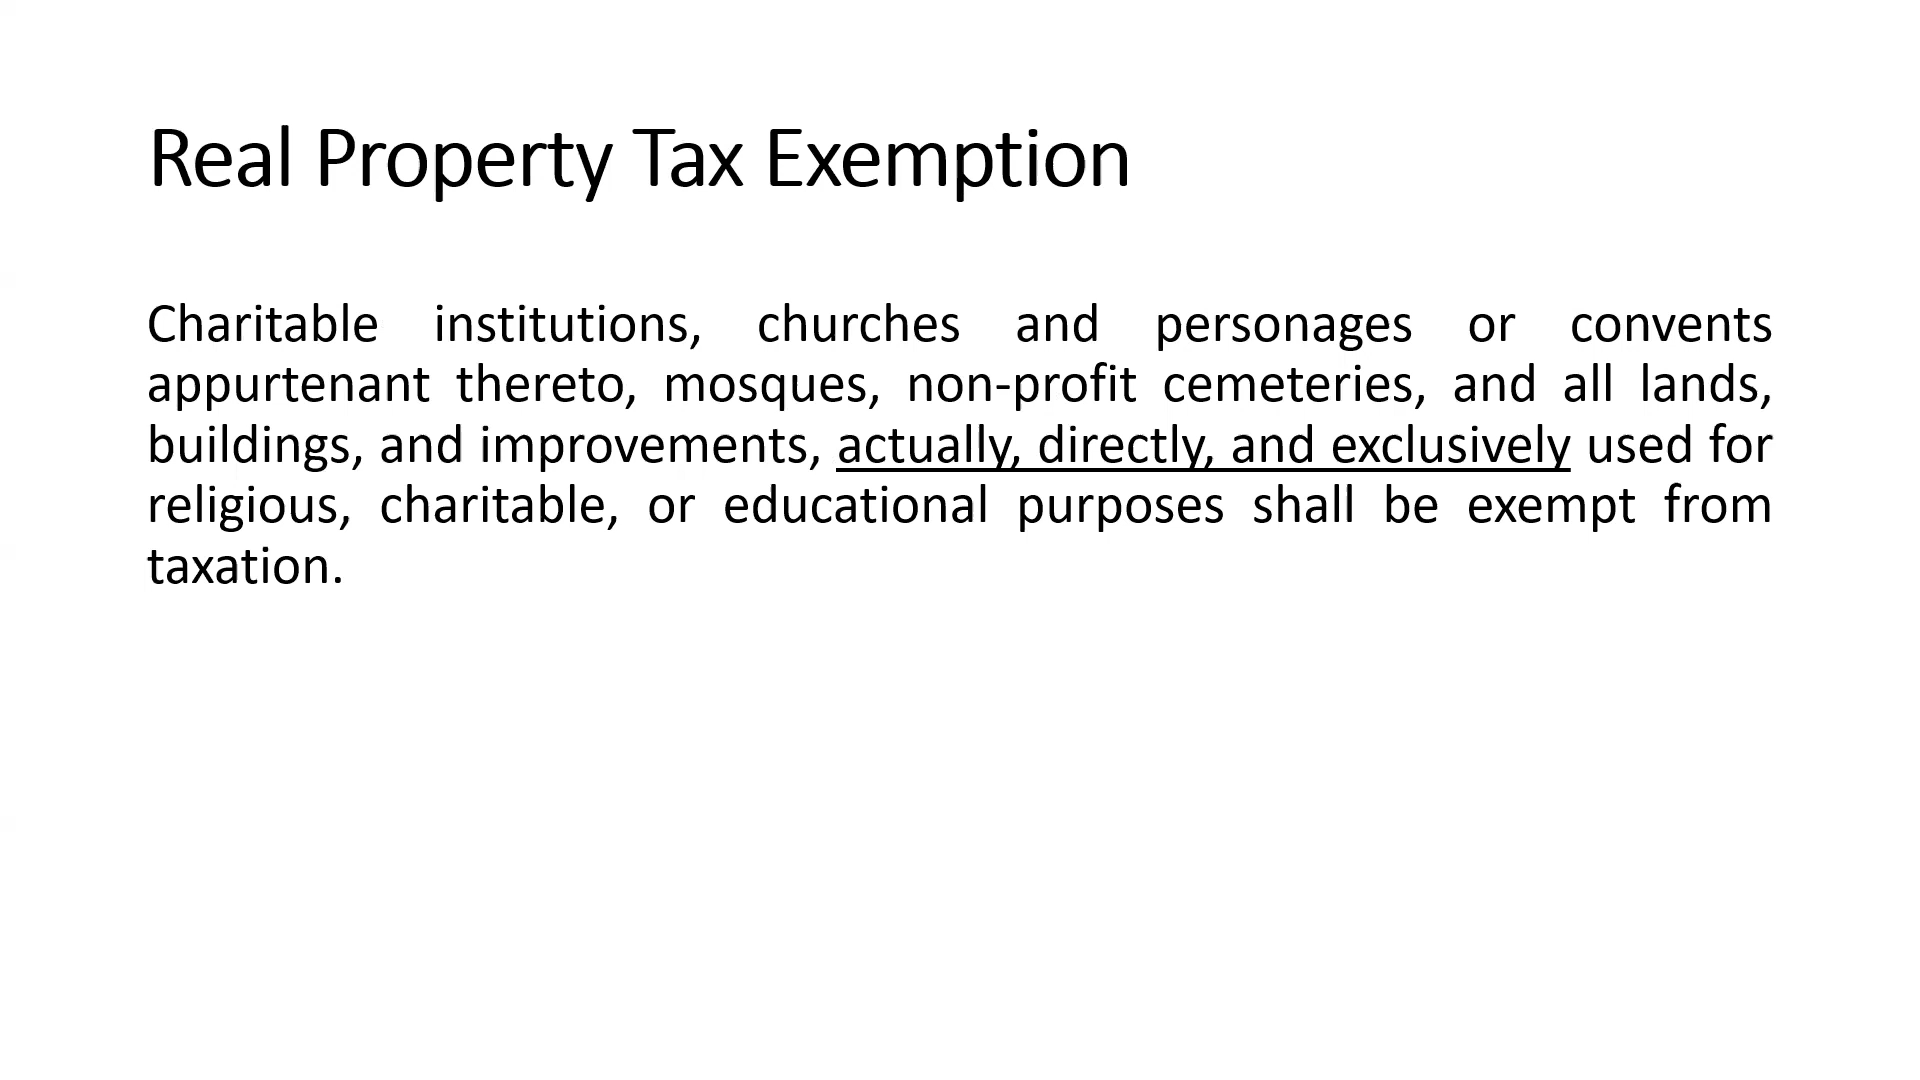 Real Property Tax Exemption
Charitable institutions, churches and personages or convents
appurtenant thereto, mosques, non-profit cemeteries, and all lands,
buildings, and improvements, actually, directly, and exclusively used for
religious, charitable, or educational purposes shall be exempt from
taxation.